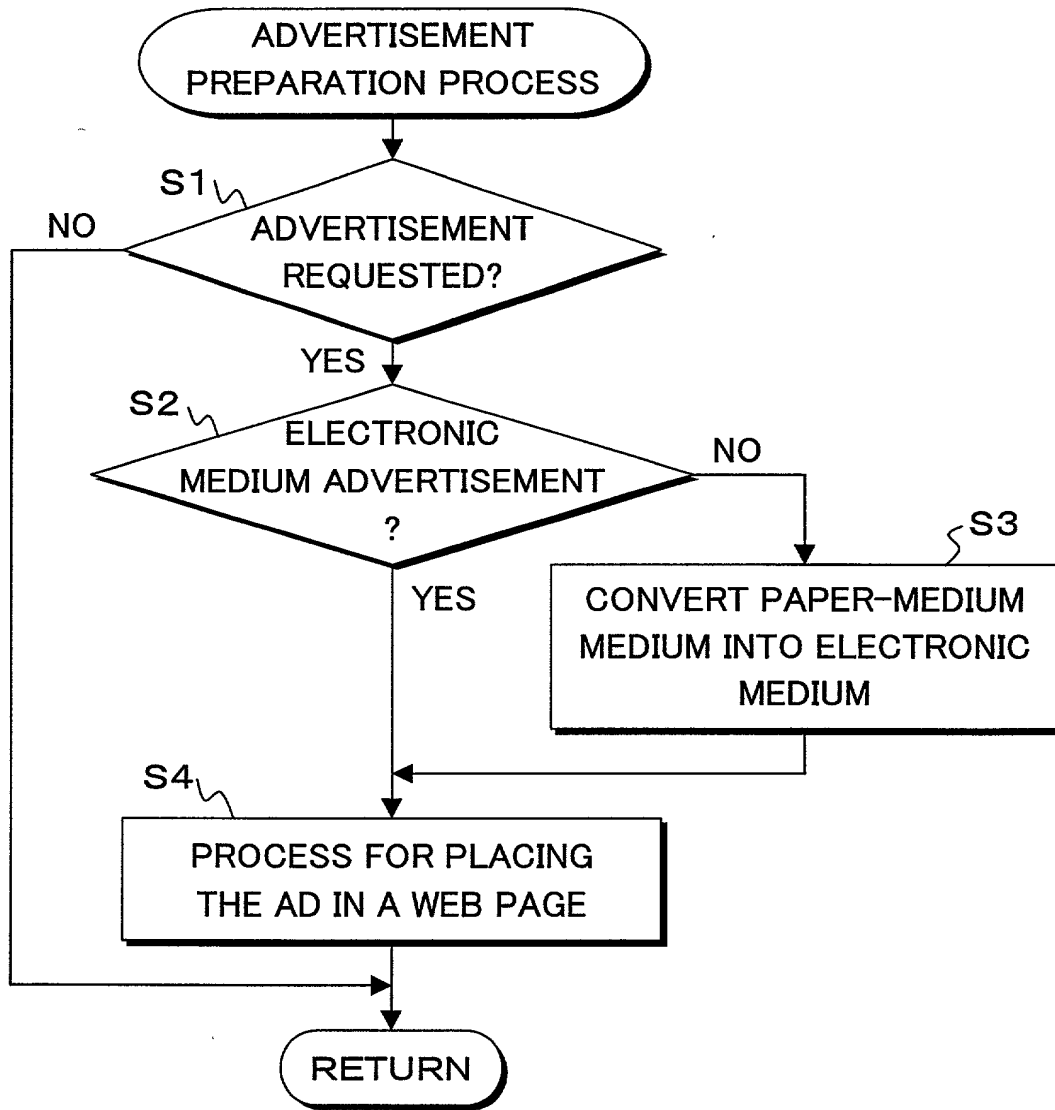 ADVERTISEMENT
PREPARATION PROCESS
S1
NO
ADVERTISEMENT
REQUESTED?
YES
S2
ELECTRONIC
MEDIUM ADVERTISEMENT
?
NO
YES
S3
CONVERT PAPER-MEDIUM
MEDIUM INTO ELECTRONIC
MEDIUM
S4
PROCESS FOR PLACING
THE AD IN A WEB PAGE
RETURN